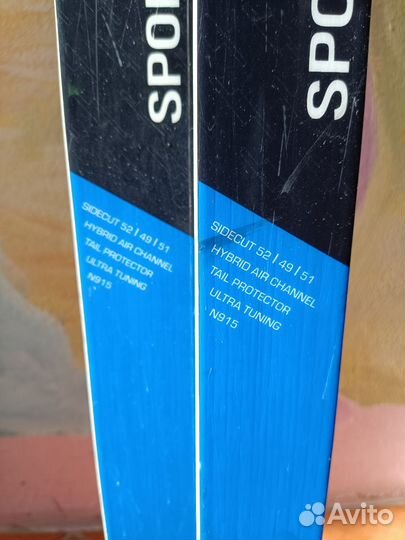 SPO
SPO
SIDECUT 52 | 49 | 51
HYBRID AIR CHANNEL
TAIL PROTECTOR
ULTRA TUNING
N915
SIDECUT 52 | 49 | 51
HYBRID AIR CHANNEL
TAIL PROTECTOR
ULTRA TUNING
N915
Avito